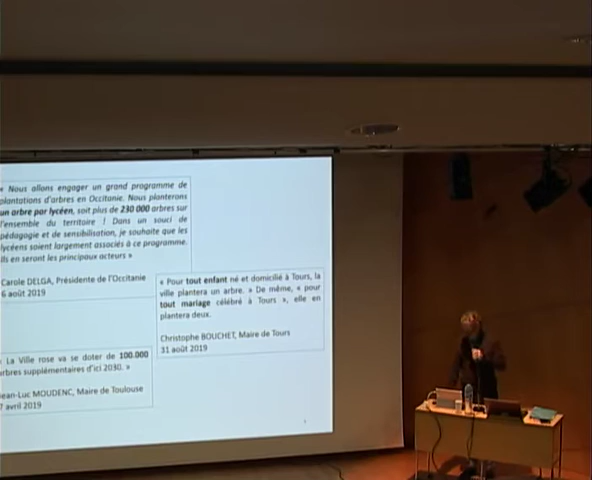 « Nous allons engager un grand programme de
plantations d'arbres en Occitanie. Nous planterons
un arbre par lycéen, soit plus de 230 000 arbres sur
l'ensemble du territoire ! Dans un souci de
pédagogie et de sensibilisation, je souhaite que les
lycéens soient largement associés à ce programme.
Ils en seront les principaux acteurs »
Carole DELGA, Présidente de l'Occitanie
6 août 2019
« Pour tout enfant né et domicilié à Tours, la
ville plantera un arbre. » De même, « pour
tout mariage célébré à Tours », elle en
plantera deux.
Christophe BOUCHET, Maire de Tours
31 août 2019
« La Ville rose va se doter de 100.000
arbres supplémentaires d'ici 2030. »
Jean-Luc MOUDENC, Maire de Toulouse
7 avril 2019